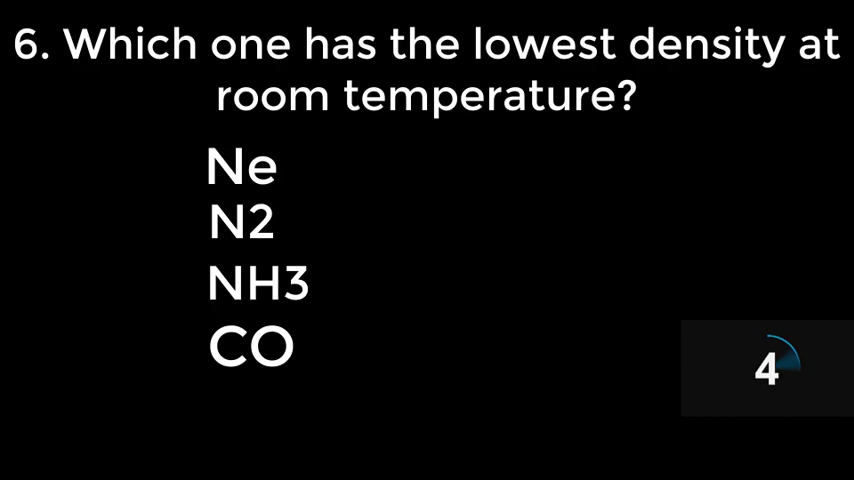 6. Which one has the lowest density at
room temperature?
Ne
N2
NH3
CO
4